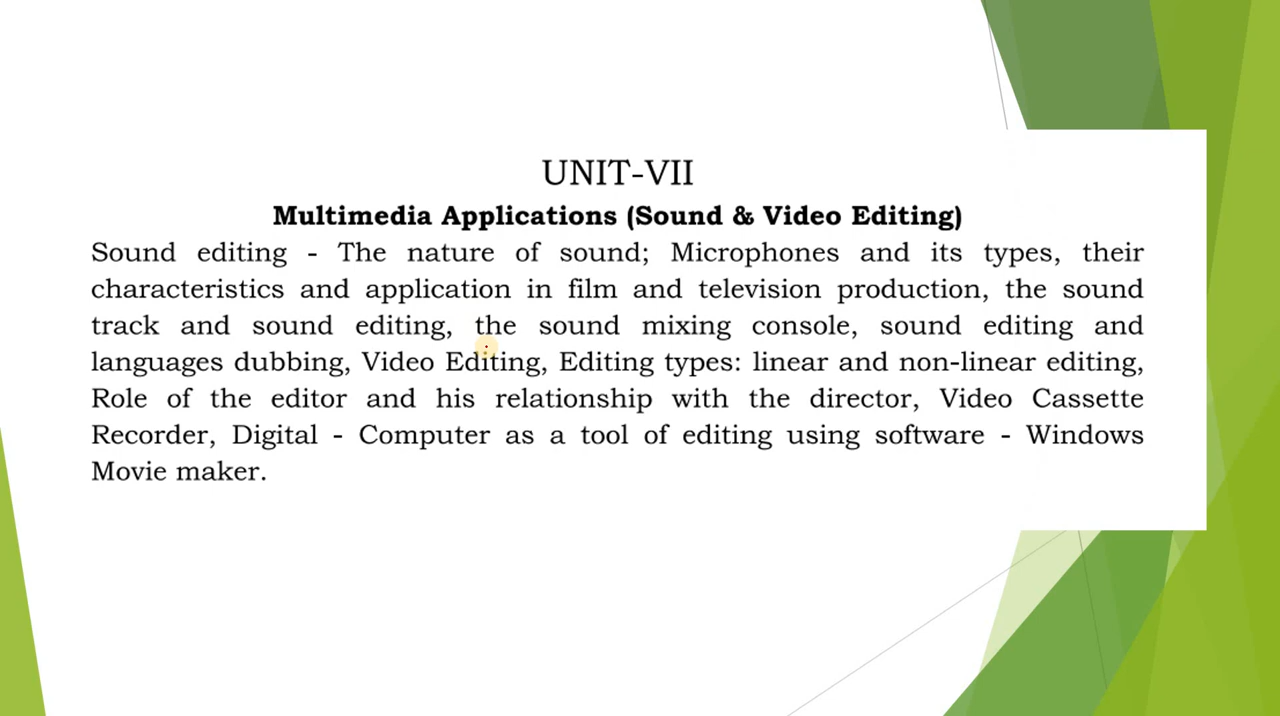 UNIT-VII
Multimedia Applications (Sound & Video Editing)
Sound editing - The nature of sound; Microphones and its types, their
characteristics and application in film and television production, the sound
track and sound editing, the sound mixing console, sound editing and
languages dubbing, Video Editing, Editing types: linear and non-linear editing,
Role of the editor and his relationship with the director, Video Cassette
Recorder, Digital - Computer as a tool of editing using software - Windows
Movie maker.